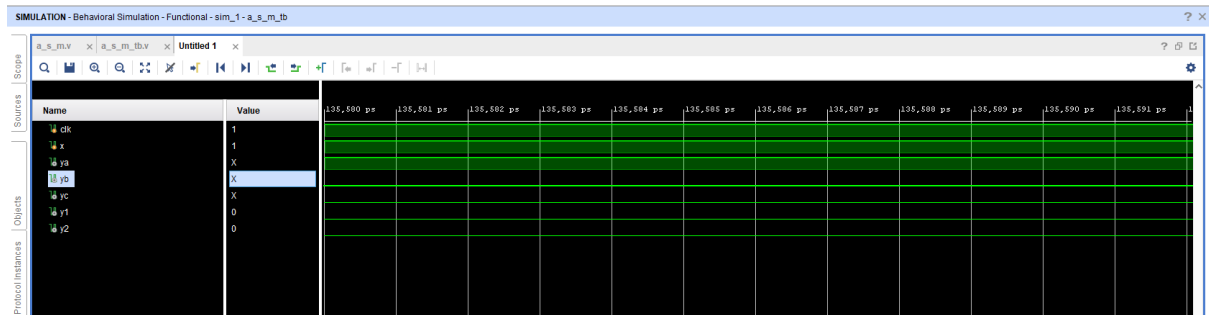 SIMULATION - Behavioral Simulation - Functional - sim_1 - a_s_m_tb
a_s_m.v a_s_m_tb.v Untitled 1
Scope
Sources
Objects
Protocol Instances
Name Value 135,580 ps 135,581 ps 135,582 ps 135,583 ps 135,584 ps 135,585 ps 135,586 ps 135,587 ps 135,588 ps 135,589 ps 135,590 ps 135,591 ps
clk 1
x 1
ya X
yb X
yc X
y1 0
y2 0